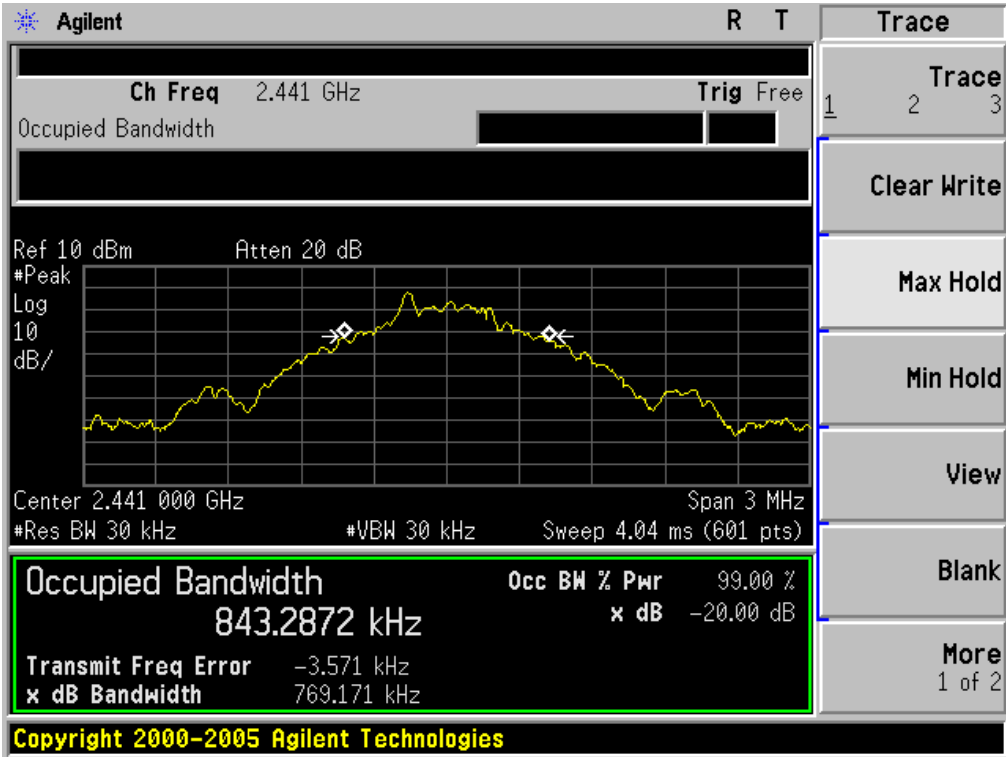 Agilent R T
Ch Freq 2.441 GHz Trig Free
Occupied Bandwidth
Ref 10 dBm Atten 20 dB
#Peak
Log
10
dB/
Center 2.441 000 GHz Span 3 MHz
#Res BW 30 kHz #VBW 30 kHz Sweep 4.04 ms (601 pts)
Occupied Bandwidth Occ BW % Pwr 99.00 %
843.2872 kHz x dB -20.00 dB
Transmit Freq Error -3.571 kHz
x dB Bandwidth 769.171 kHz
Copyright 2000-2005 Agilent Technologies
Trace
Trace
1 2 3
Clear Write
Max Hold
Min Hold
View
Blank
More
1 of 2